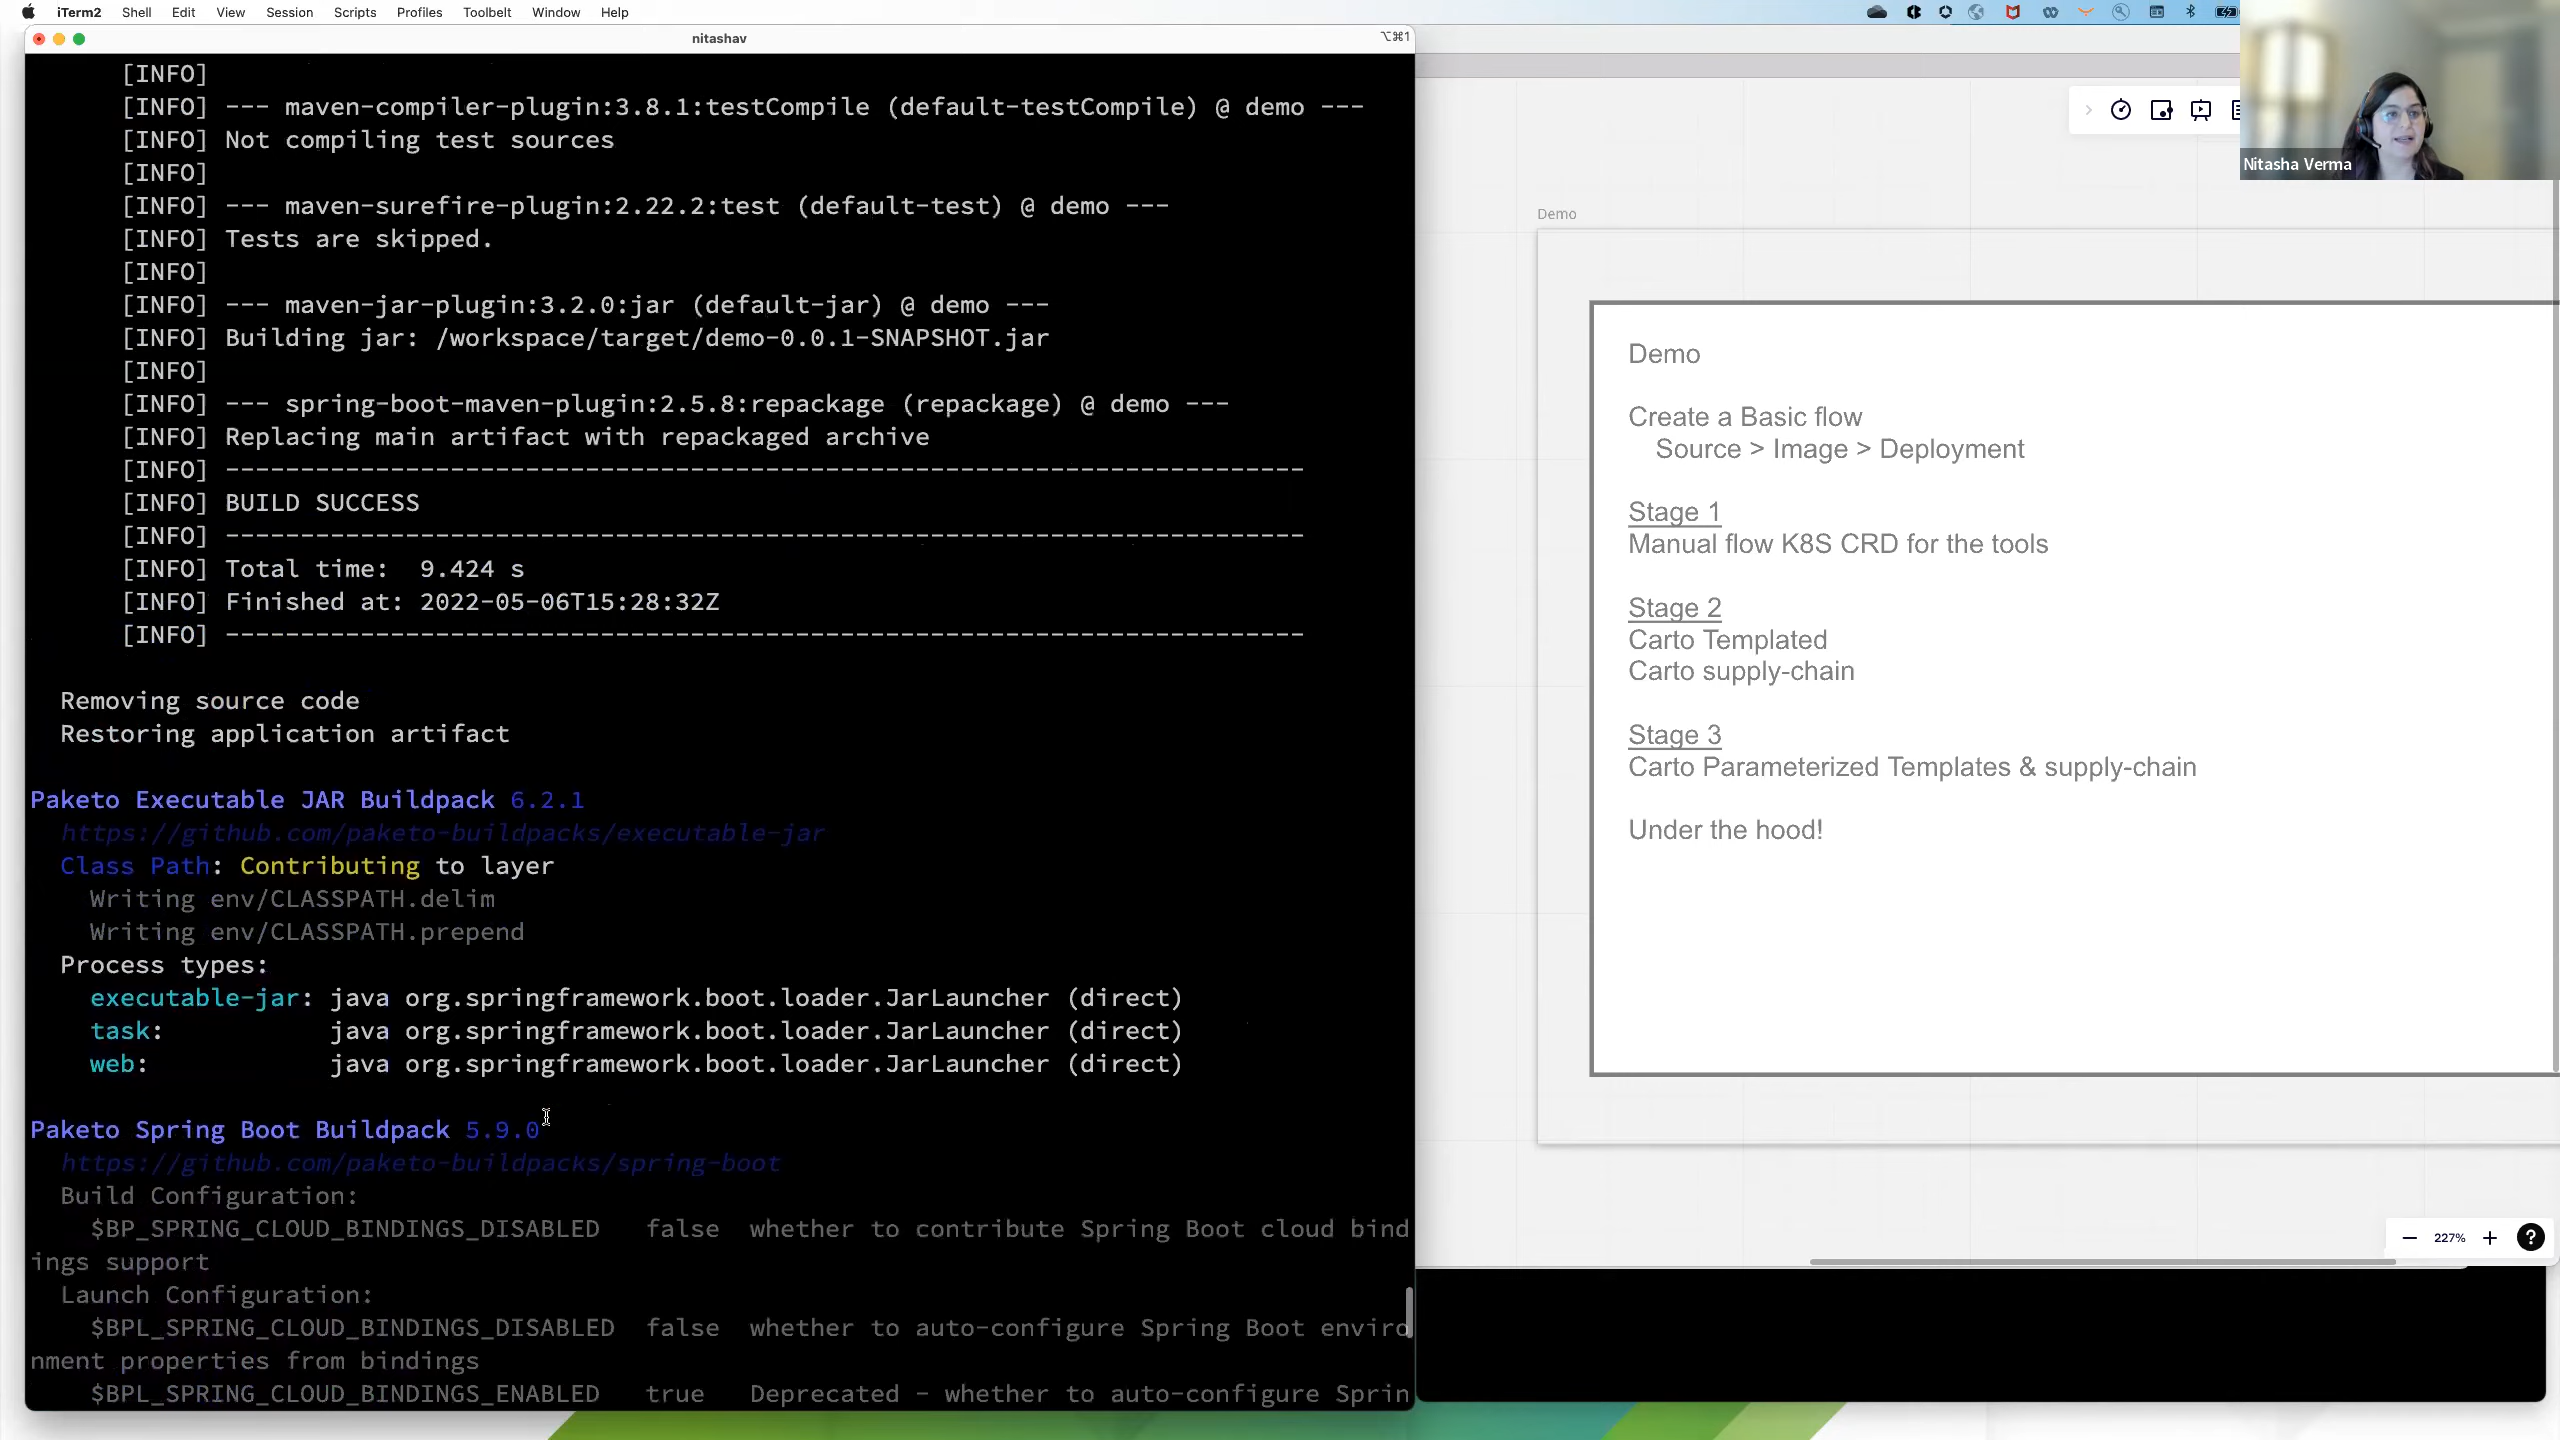 iTerm2 Shell Edit View Session Scripts Profiles Toolbelt Window Help
nitashav ⌥⌘1
[INFO]
[INFO] --- maven-compiler-plugin:3.8.1:testCompile (default-testCompile) @ demo ---
[INFO] Not compiling test sources
[INFO]
[INFO] --- maven-surefire-plugin:2.22.2:test (default-test) @ demo ---
[INFO] Tests are skipped.
[INFO]
[INFO] --- maven-jar-plugin:3.2.0:jar (default-jar) @ demo ---
[INFO] Building jar: /workspace/target/demo-0.0.1-SNAPSHOT.jar
[INFO]
[INFO] --- spring-boot-maven-plugin:2.5.8:repackage (repackage) @ demo ---
[INFO] Replacing main artifact with repackaged archive
[INFO] ------------------------------------------------------------------------
[INFO] BUILD SUCCESS
[INFO] ------------------------------------------------------------------------
[INFO] Total time:  9.424 s
[INFO] Finished at: 2022-05-06T15:28:32Z
[INFO] ------------------------------------------------------------------------
Removing source code
Restoring application artifact
Paketo Executable JAR Buildpack 6.2.1
https://github.com/paketo-buildpacks/executable-jar
Class Path: Contributing to layer
Writing env/CLASSPATH.delim
Writing env/CLASSPATH.prepend
Process types:
executable-jar: java org.springframework.boot.loader.JarLauncher (direct)
task: java org.springframework.boot.loader.JarLauncher (direct)
web: java org.springframework.boot.loader.JarLauncher (direct)
Paketo Spring Boot Buildpack 5.9.0
https://github.com/paketo-buildpacks/spring-boot
Build Configuration:
$BP_SPRING_CLOUD_BINDINGS_DISABLED false whether to contribute Spring Boot cloud bind
ings support
Launch Configuration:
$BPL_SPRING_CLOUD_BINDINGS_DISABLED false whether to auto-configure Spring Boot enviro
nment properties from bindings
$BPL_SPRING_CLOUD_BINDINGS_ENABLED true Deprecated - whether to auto-configure Sprin
Nitasha Verma
Demo
Demo
Create a Basic flow
Source > Image > Deployment
Stage 1
Manual flow K8S CRD for the tools
Stage 2
Carto Templated
Carto supply-chain
Stage 3
Carto Parameterized Templates & supply-chain
Under the hood!
227%